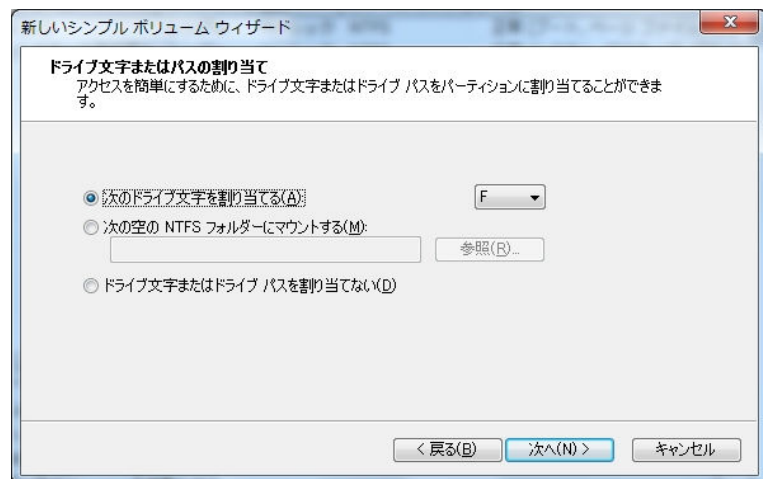 新しいシンプル ボリューム ウィザード
ドライブ文字またはパスの割り当て
アクセスを簡単にするために、ドライブ文字またはドライブ パスをパーティションに割り当てることができま
す。
次のドライブ文字を割り当てる(A): F
次の空の NTFS フォルダーにマウントする(M):
参照(R)...
ドライブ文字またはドライブ パスを割り当てない(D)
< 戻る(B) 次へ(N) > キャンセル